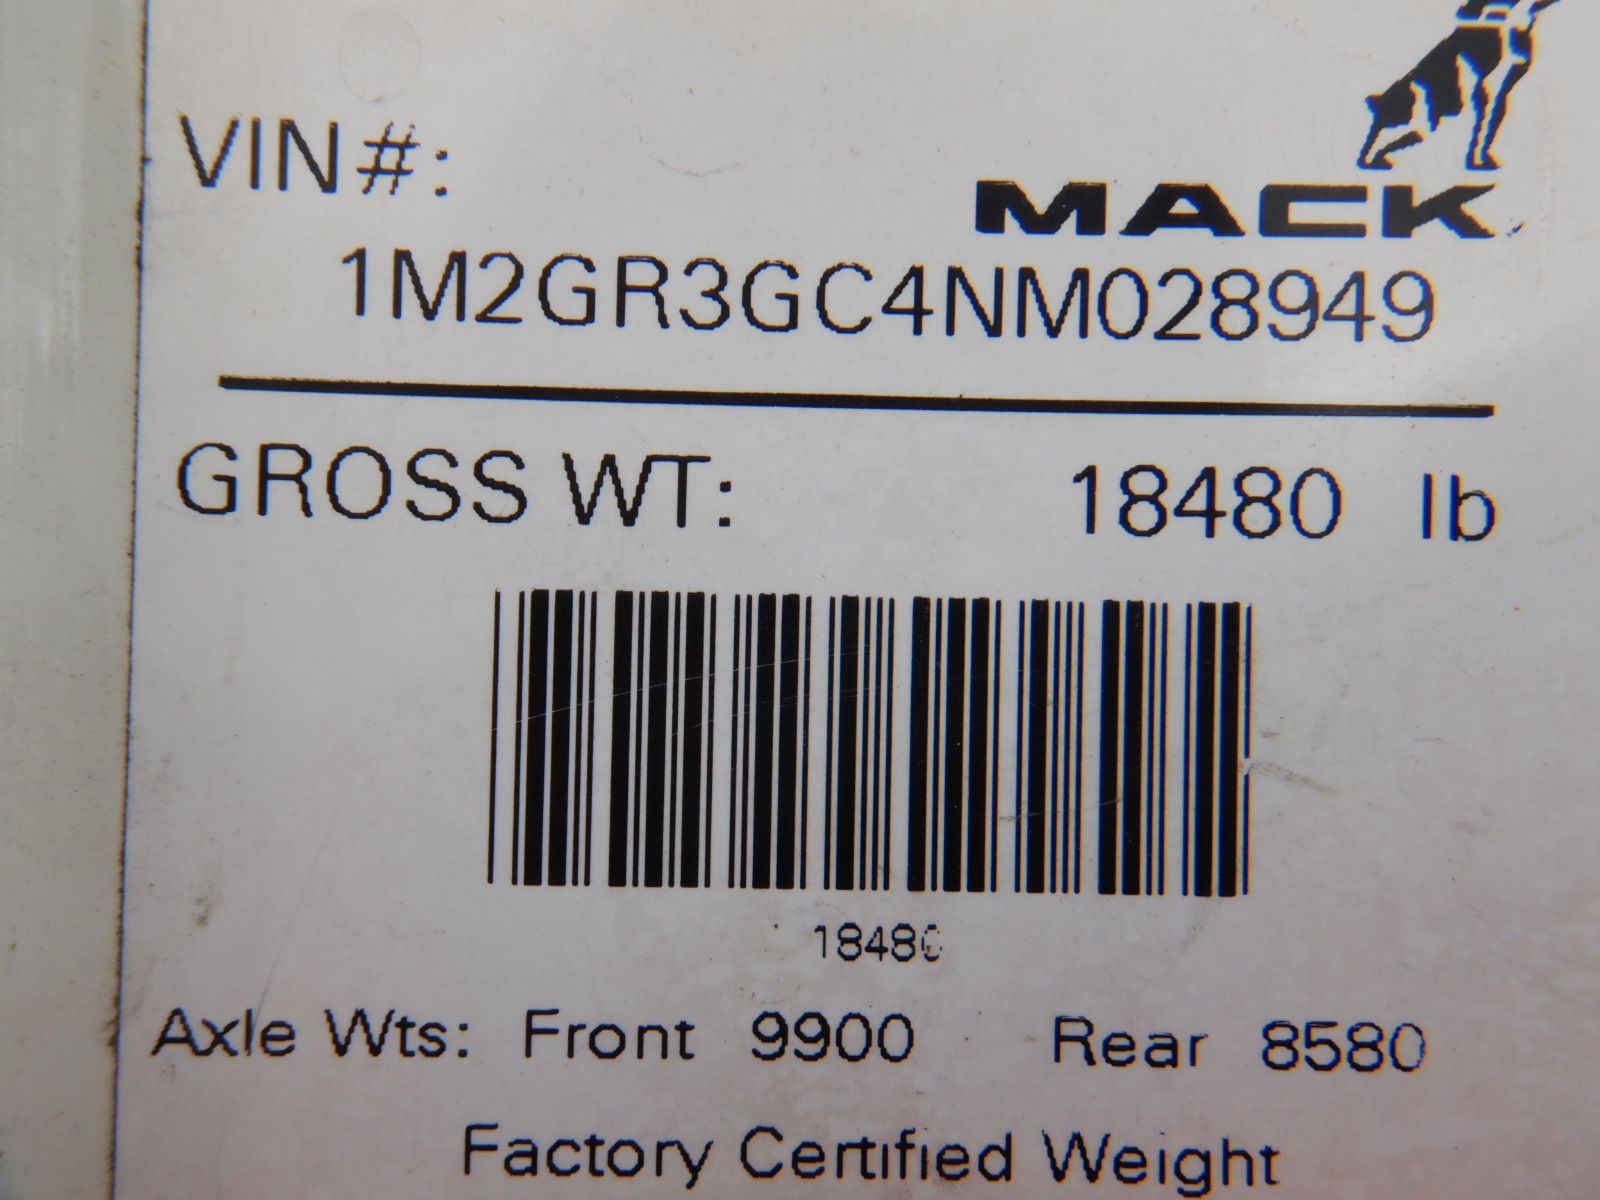 VIN#:
MACK
1M2GR3GC4NM028949
GROSS WT: 18480 lb
18480
Axle Wts: Front 9900 Rear 8580
Factory Certified Weight